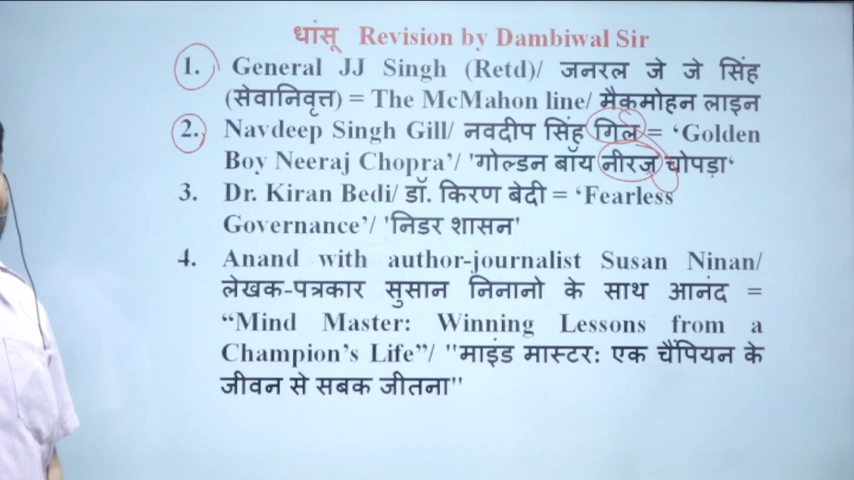 धांसू Revision by Dambiwal Sir
1. General JJ Singh (Retd)/ जनरल जे जे सिंह
(सेवानिवृत्त) = The McMahon line/ मैकमोहन लाइन
2. Navdeep Singh Gill/ नवदीप सिंह गिल = ‘Golden
Boy Neeraj Chopra’/ 'गोल्डन बॉय नीरज चोपड़ा‘
3. Dr. Kiran Bedi/ डॉ. किरण बेदी = ‘Fearless
Governance’/ 'निडर शासन'
4. Anand with author-journalist Susan Ninan/
लेखक-पत्रकार सुसान निनानो के साथ आनंद =
“Mind Master: Winning Lessons from a
Champion’s Life”/ "माइंड मास्टर: एक चैंपियन के
जीवन से सबक जीतना"